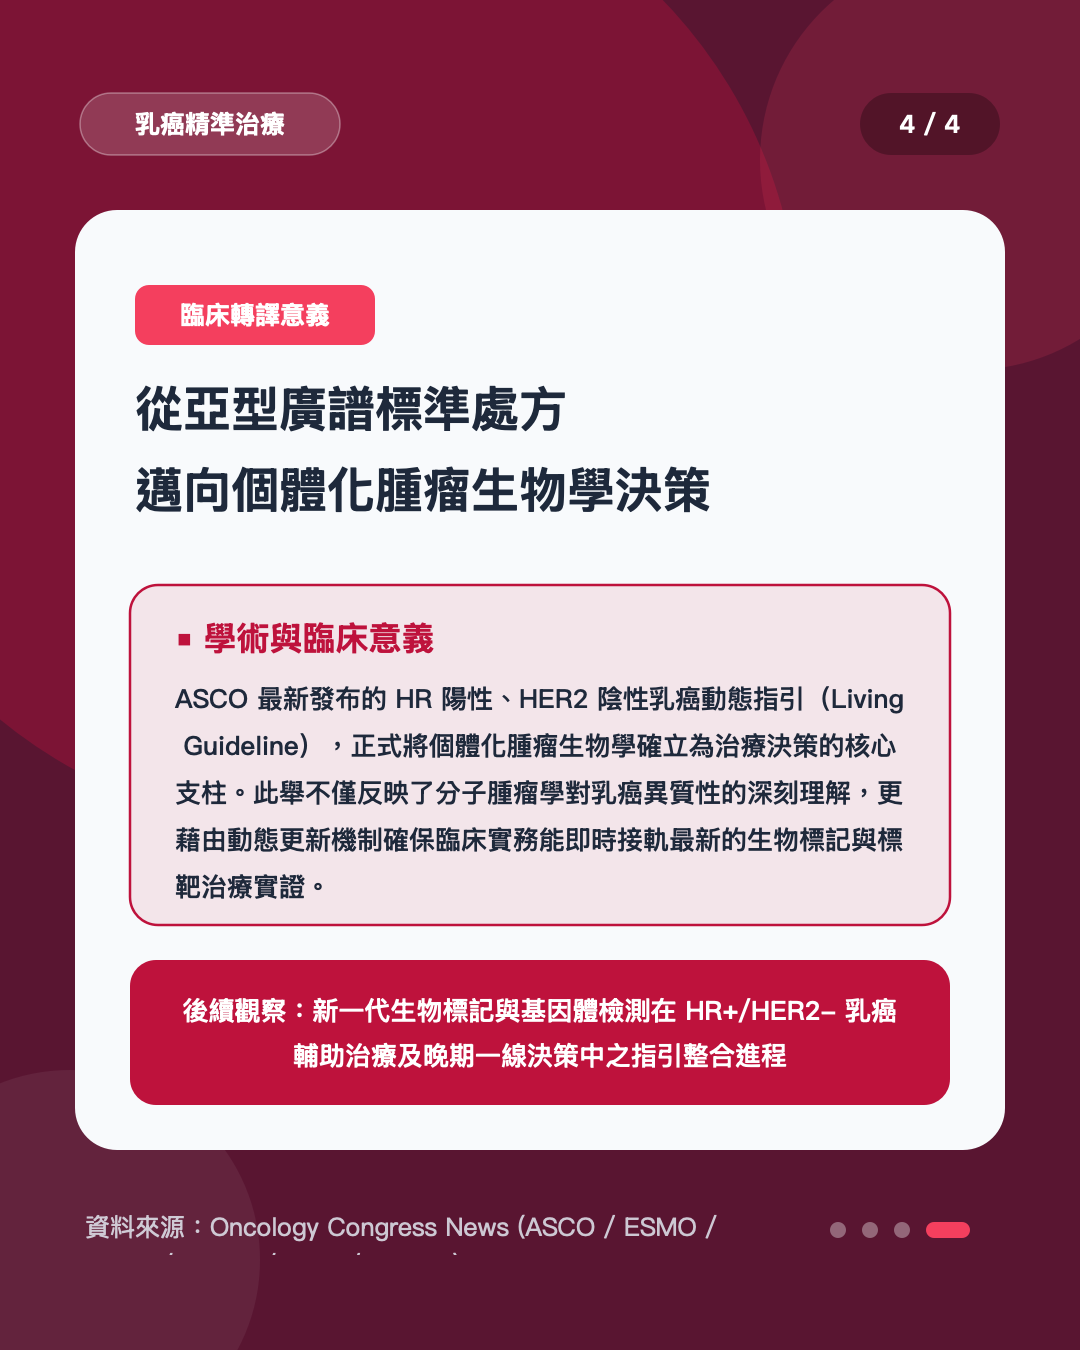 乳癌精準治療
4 / 4
臨床轉譯意義
從亞型廣譜標準處方
邁向個體化腫瘤生物學決策
▪ 學術與臨床意義
ASCO 最新發布的 HR 陽性、HER2 陰性乳癌動態指引（Living
Guideline），正式將個體化腫瘤生物學確立為治療決策的核心
支柱。此舉不僅反映了分子腫瘤學對乳癌異質性的深刻理解，更
藉由動態更新機制確保臨床實務能即時接軌最新的生物標記與標
靶治療實證。
後續觀察：新一代生物標記與基因體檢測在 HR+/HER2– 乳癌
輔助治療及晚期一線決策中之指引整合進程
資料來源：Oncology Congress News (ASCO / ESMO /